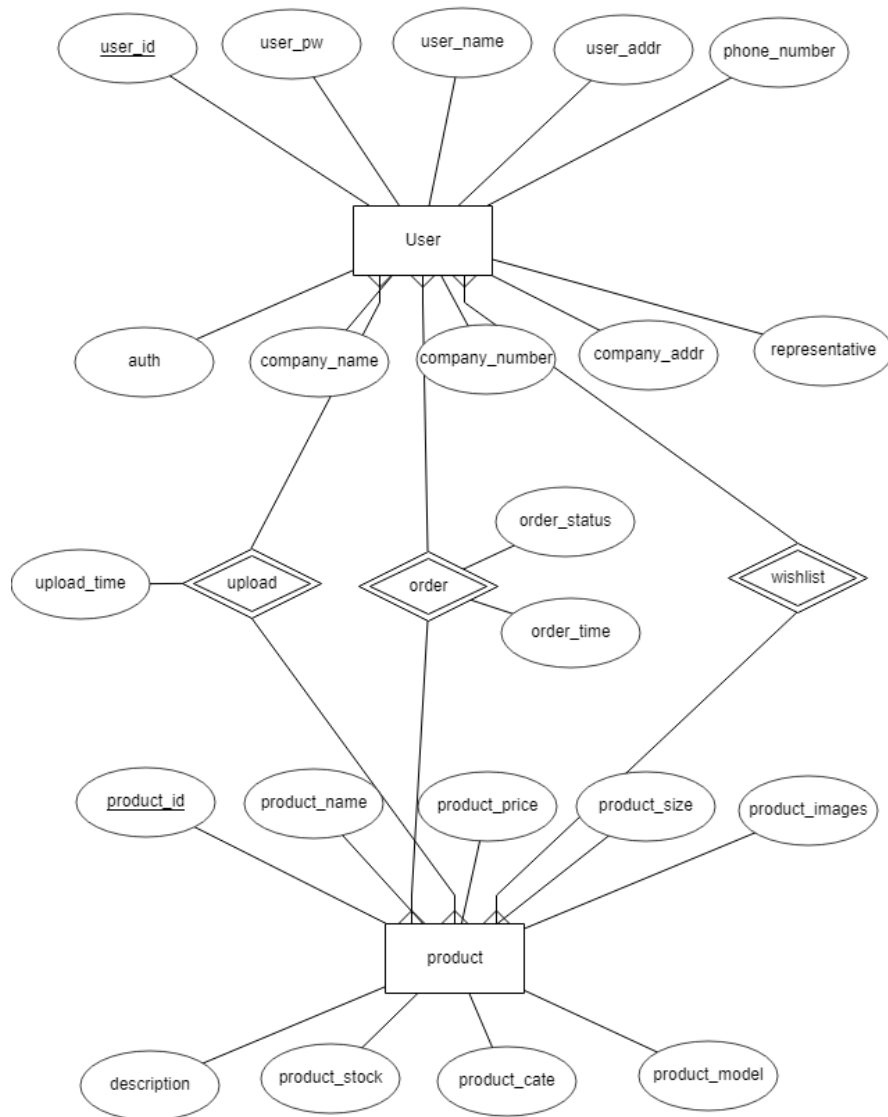 user_id
user_pw
user_name
user_addr
phone_number
User
auth
company_name
company_number
company_addr
representative
order_status
upload_time
upload
order
wishlist
order_time
product_id
product_name
product_price
product_size
product_images
product
description
product_stock
product_cate
product_model